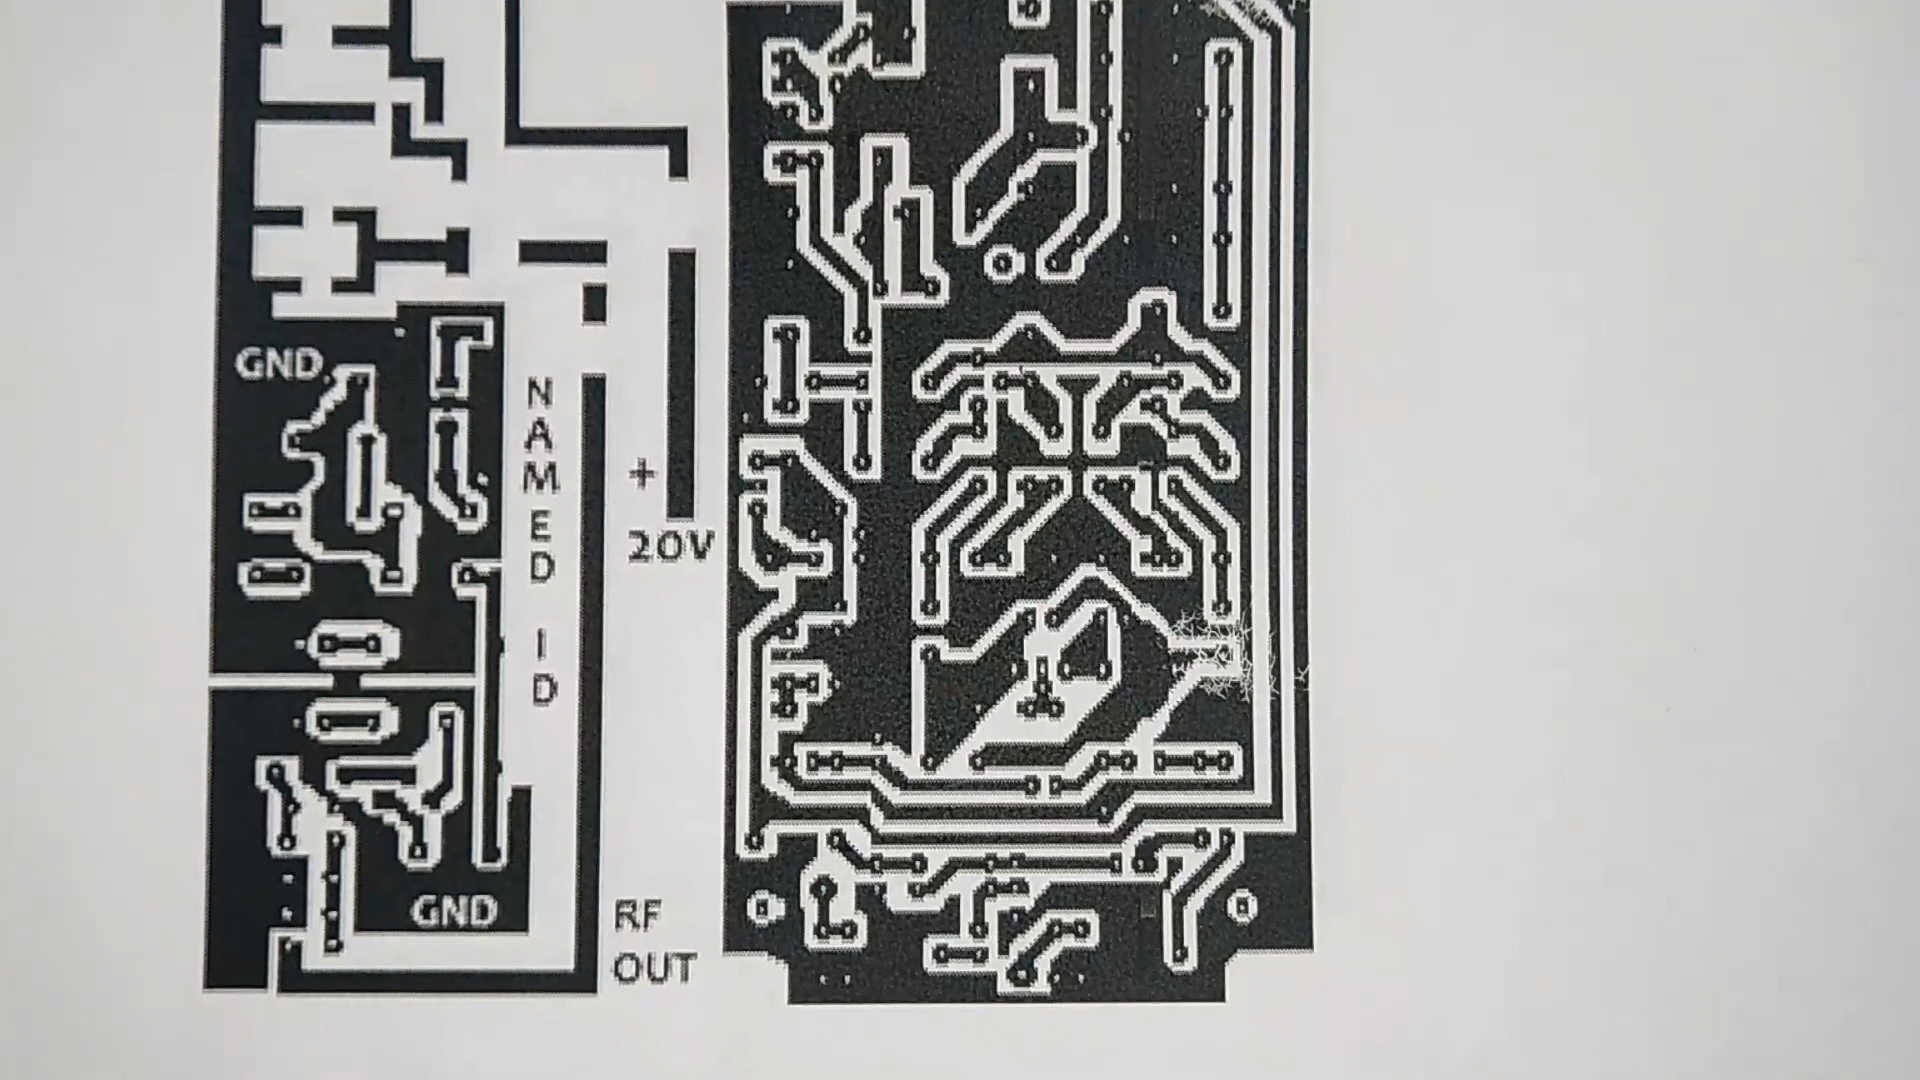 GND
NAMED ID
+
20V
GND
RF
OUT